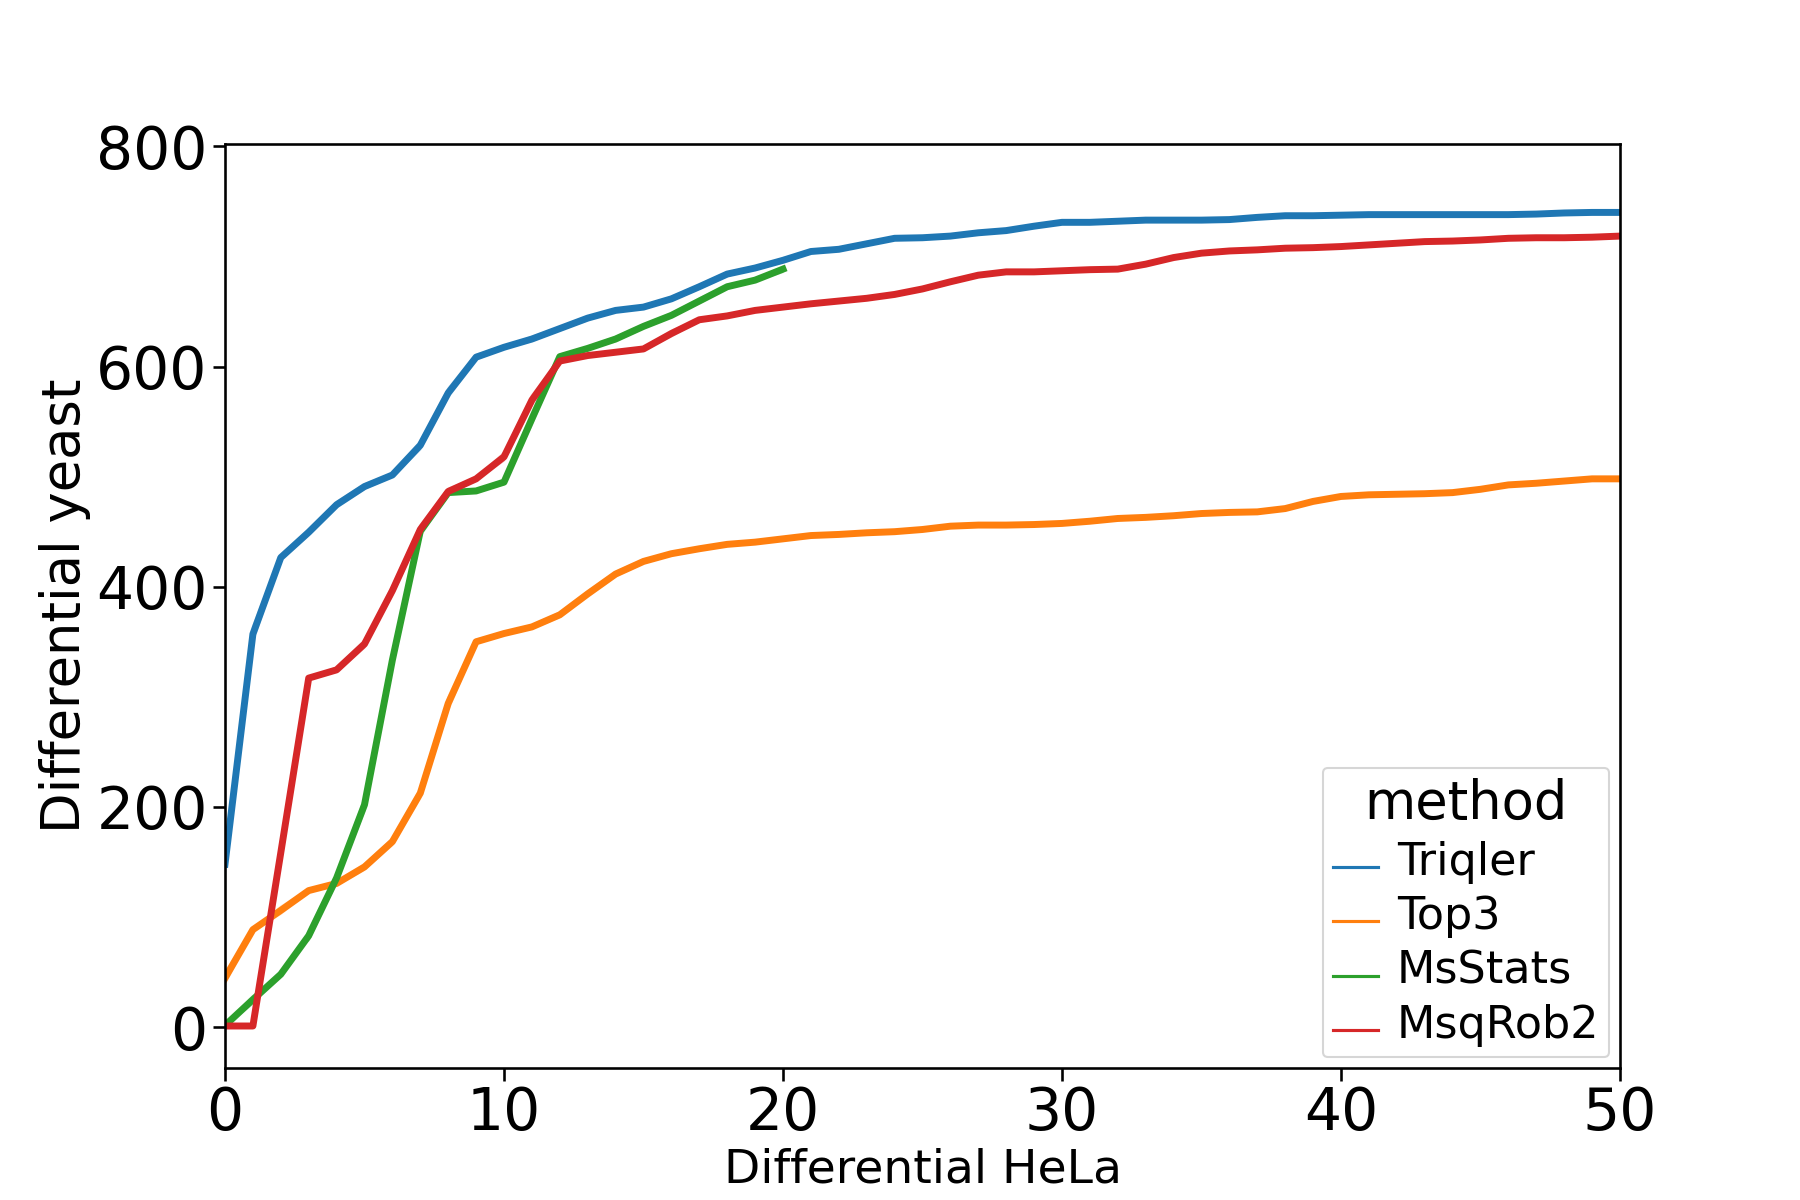 800
600
400
200
0
Differential yeast
0 10 20 30 40 50
Differential HeLa
method
Triqler
Top3
MsStats
MsqRob2